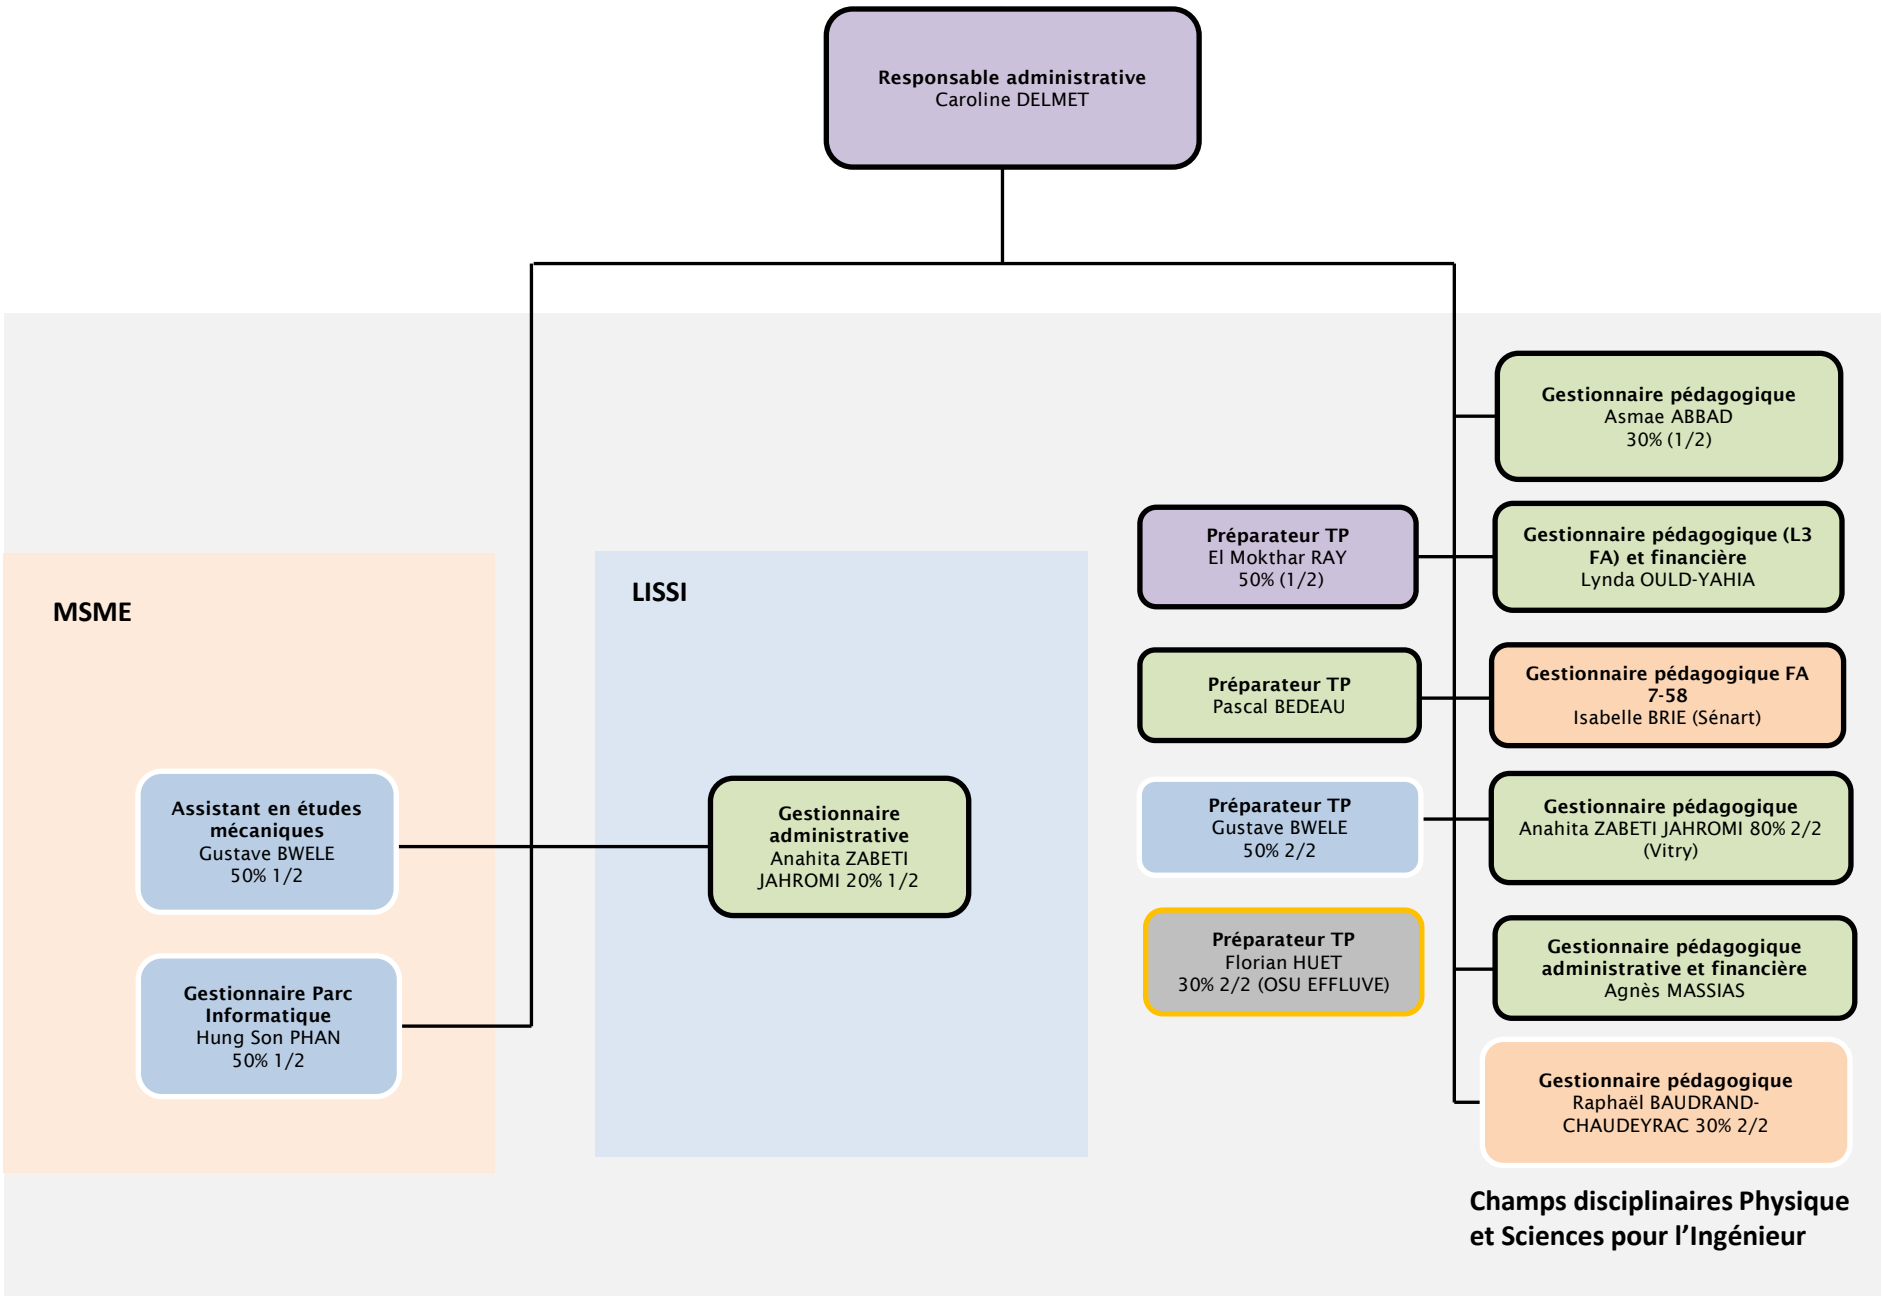 Responsable administrative
Caroline DELMET
MSME
Assistant en études
mécaniques
Gustave BWELE
50% 1/2
Gestionnaire Parc
Informatique
Hung Son PHAN
50% 1/2
LISSI
Gestionnaire
administrative
Anahita ZABETI
JAHROMI 20% 1/2
Préparateur TP
El Mokthar RAY
50% (1/2)
Préparateur TP
Pascal BEDEAU
Préparateur TP
Gustave BWELE
50% 2/2
Préparateur TP
Florian HUET
30% 2/2 (OSU EFFLUVE)
Gestionnaire pédagogique
Asmae ABBAD
30% (1/2)
Gestionnaire pédagogique (L3
FA) et financière
Lynda OULD-YAHIA
Gestionnaire pédagogique FA
7-58
Isabelle BRIE (Sénart)
Gestionnaire pédagogique
Anahita ZABETI JAHROMI 80% 2/2
(Vitry)
Gestionnaire pédagogique
administrative et financière
Agnès MASSIAS
Gestionnaire pédagogique
Raphaël BAUDRAND-
CHAUDEYRAC 30% 2/2
Champs disciplinaires Physique
et Sciences pour l’Ingénieur